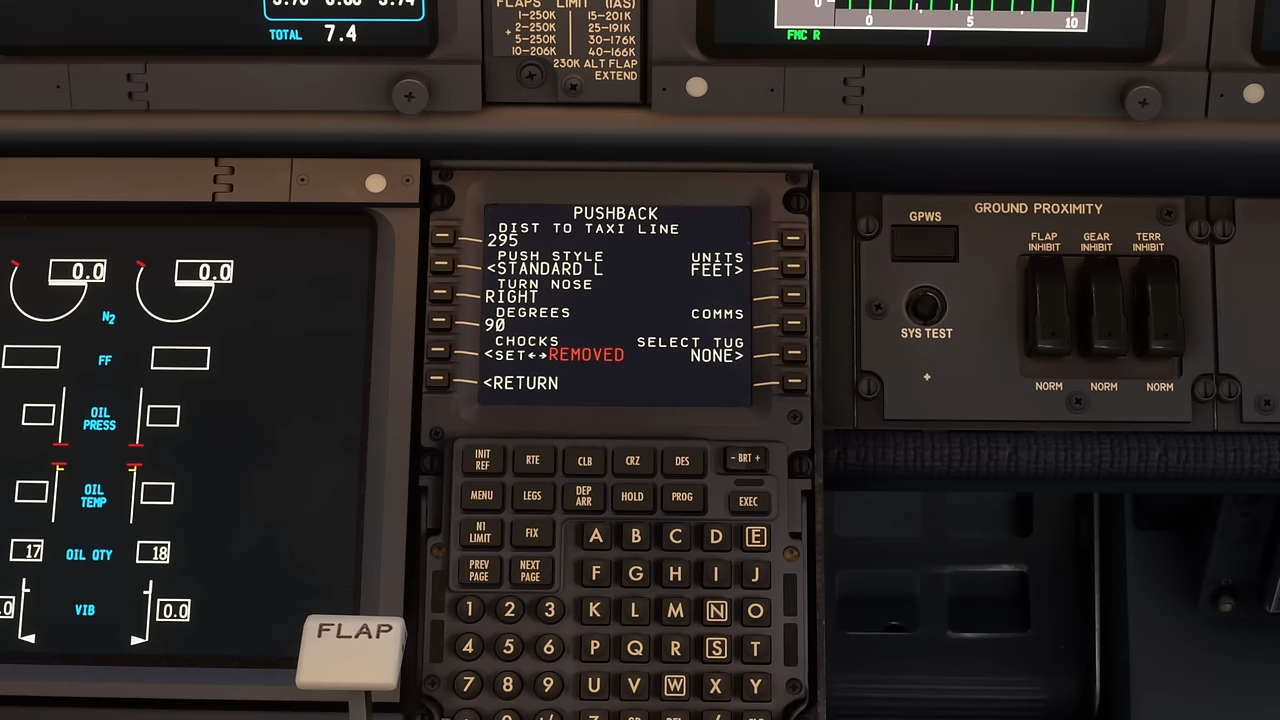 TOTAL 7.4
FLAPS LIMIT (IAS)
1-250K 15-201K
+ 2-250K 25-191K
5-250K 30-176K
10-206K 40-166K
230K ALT FLAP
EXTEND
0
0 5 10
FMC R
0.0 0.0
N2
FF
OIL
PRESS
OIL
TEMP
17 OIL QTY 18
VIB 0.0
FLAP
PUSHBACK
DIST TO TAXI LINE
295
PUSH STYLE UNITS
<STANDARD L FEET>
TURN NOSE
RIGHT
DEGREES COMMS
90
CHOCKS SELECT TUG
<SET↔REMOVED NONE>
<RETURN
INIT
REF
RTE
CLB
CRZ
DES
- BRT +
MENU
LEGS
DEP
ARR
HOLD
PROG
EXEC
N1
LIMIT
FIX
PREV
PAGE
NEXT
PAGE
A B C D E
F G H I J
1 2 3 K L M N O
4 5 6 P Q R S T
7 8 9 U V W X Y
GPWS
GROUND PROXIMITY
FLAP
INHIBIT
GEAR
INHIBIT
TERR
INHIBIT
SYS TEST
NORM NORM NORM